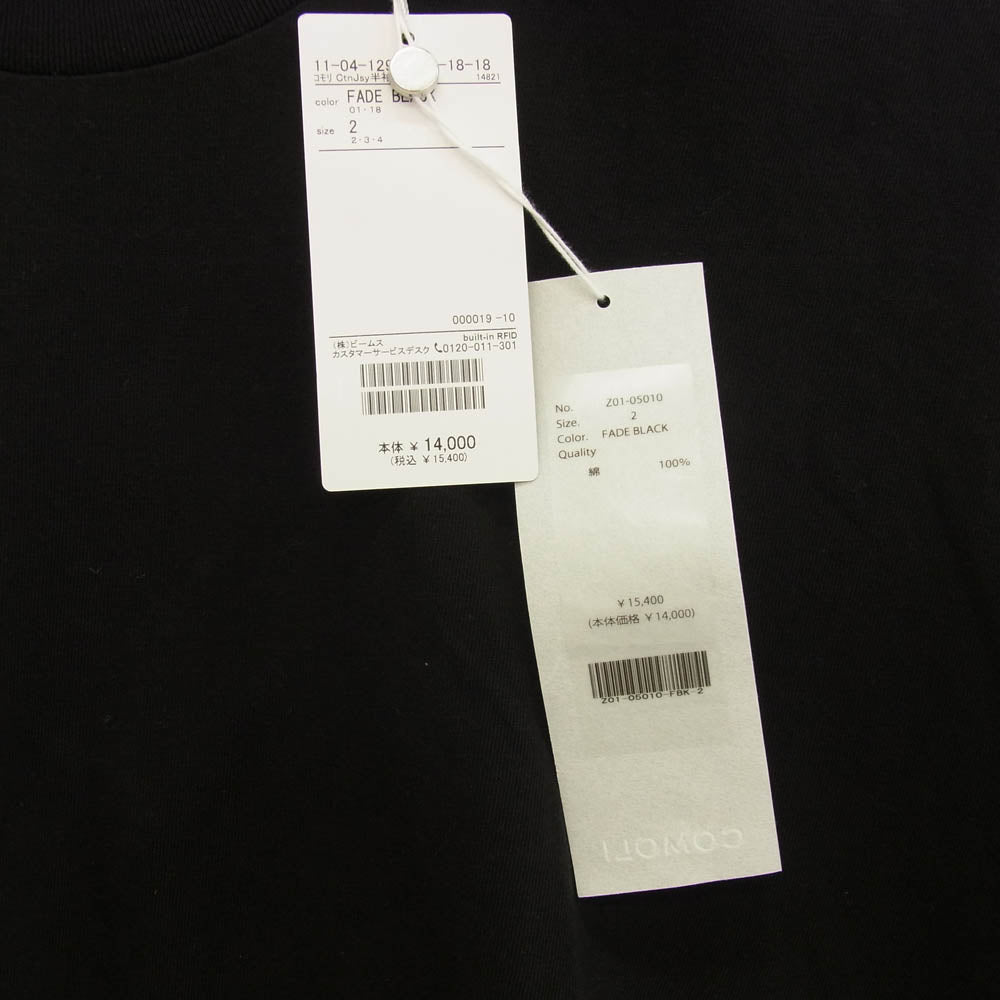 11-04-129 -18-18
コモリ CtnJsy半袖 14821
color FADE BLACK
01・18
size 2
2・3・4
000019 -10
built-in RFID
(株)ビームス
カスタマーサービスデスク 0120-011-301
本体 ¥ 14,000
(税込 ¥ 15,400)
No. Z01-05010
Size. 2
Color. FADE BLACK
Quality
綿 100%
¥ 15,400
(本体価格 ¥ 14,000)
Z01-05010-FBK-2